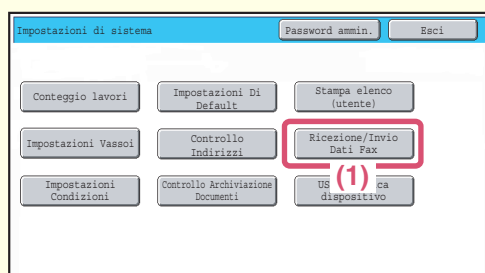 Impostazioni di sistema
Password ammin.
Esci
Conteggio lavori
Impostazioni Di
Default
Stampa elenco
(utente)
Impostazioni Vassoi
Controllo
Indirizzi
Ricezione/Invio
Dati Fax
Impostazioni
Condizioni
Controllo Archiviazione
Documenti
(1)
dispositivo